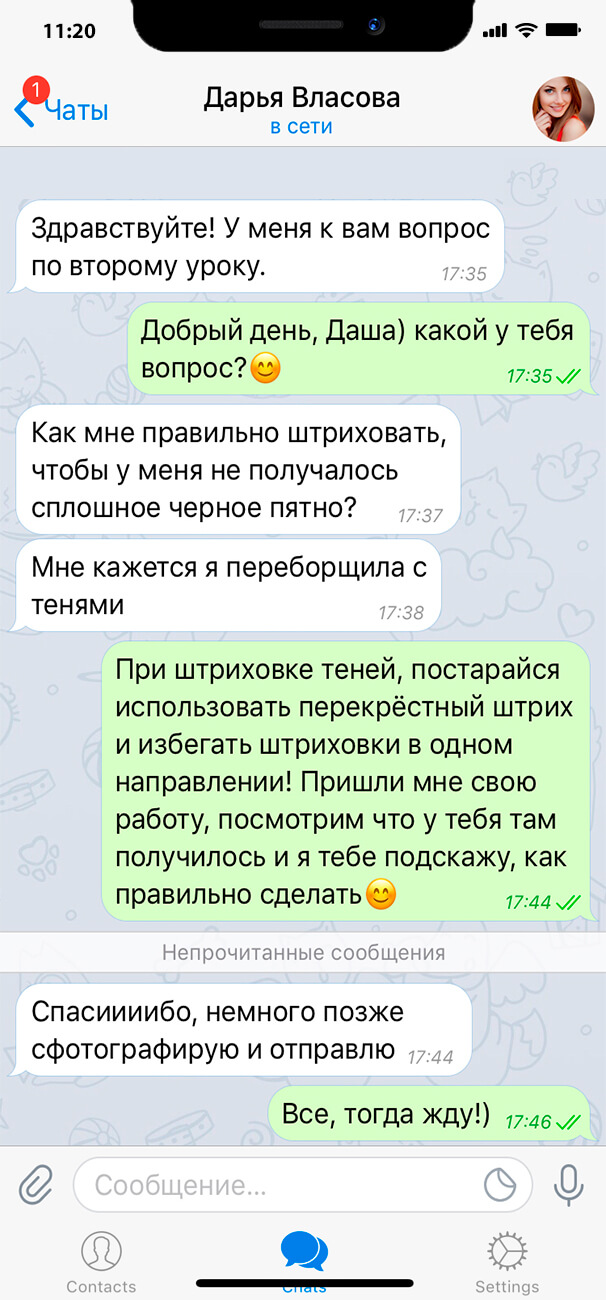 11:20
1
Чаты
Дарья Власова
в сети
Здравствуйте! У меня к вам вопрос
по второму уроку.
17:35
Добрый день, Даша) какой у тебя
вопрос?😊
17:35
Как мне правильно штриховать,
чтобы у меня не получалось
сплошное черное пятно?
17:37
Мне кажется я переборщила с
тенями
17:38
При штриховке теней, постарайся
использовать перекрёстный штрих
и избегать штриховки в одном
направлении! Пришли мне свою
работу, посмотрим что у тебя там
получилось и я тебе подскажу, как
правильно сделать😊
17:44
Непрочитанные сообщения
Спасиииибо, немного позже
сфотографирую и отправлю
17:44
Все, тогда жду!)
17:46
Сообщение...
Contacts
Chats
Settings